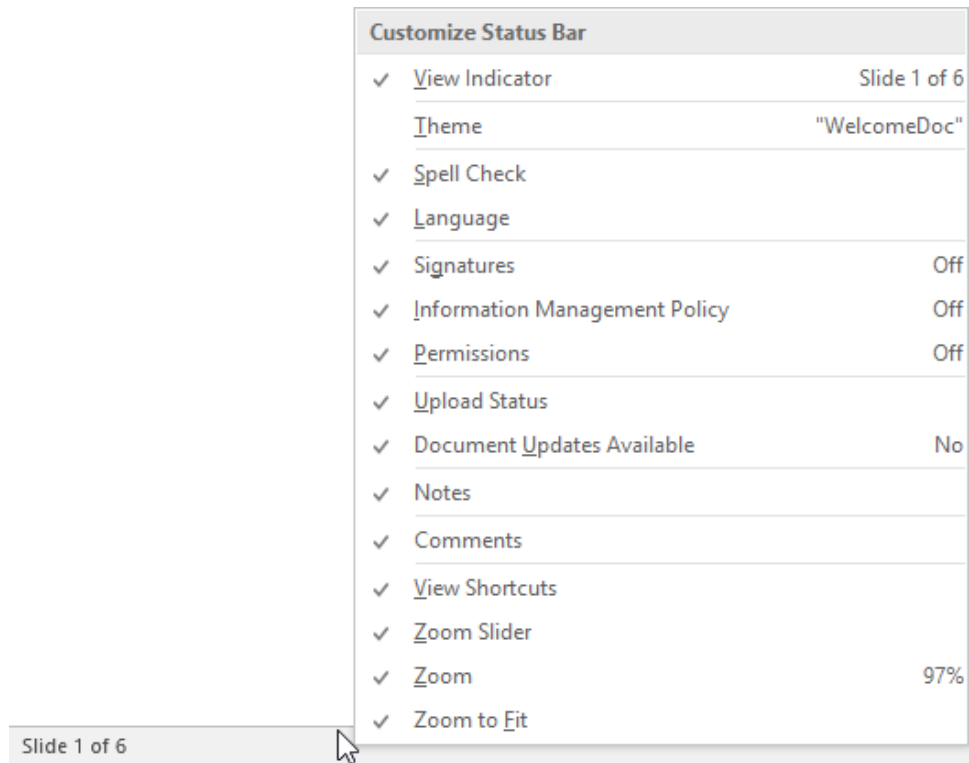 Customize Status Bar
View Indicator Slide 1 of 6
Theme "WelcomeDoc"
Spell Check
Language
Signatures Off
Information Management Policy Off
Permissions Off
Upload Status
Document Updates Available No
Notes
Comments
View Shortcuts
Zoom Slider
Zoom 97%
Zoom to Fit
Slide 1 of 6